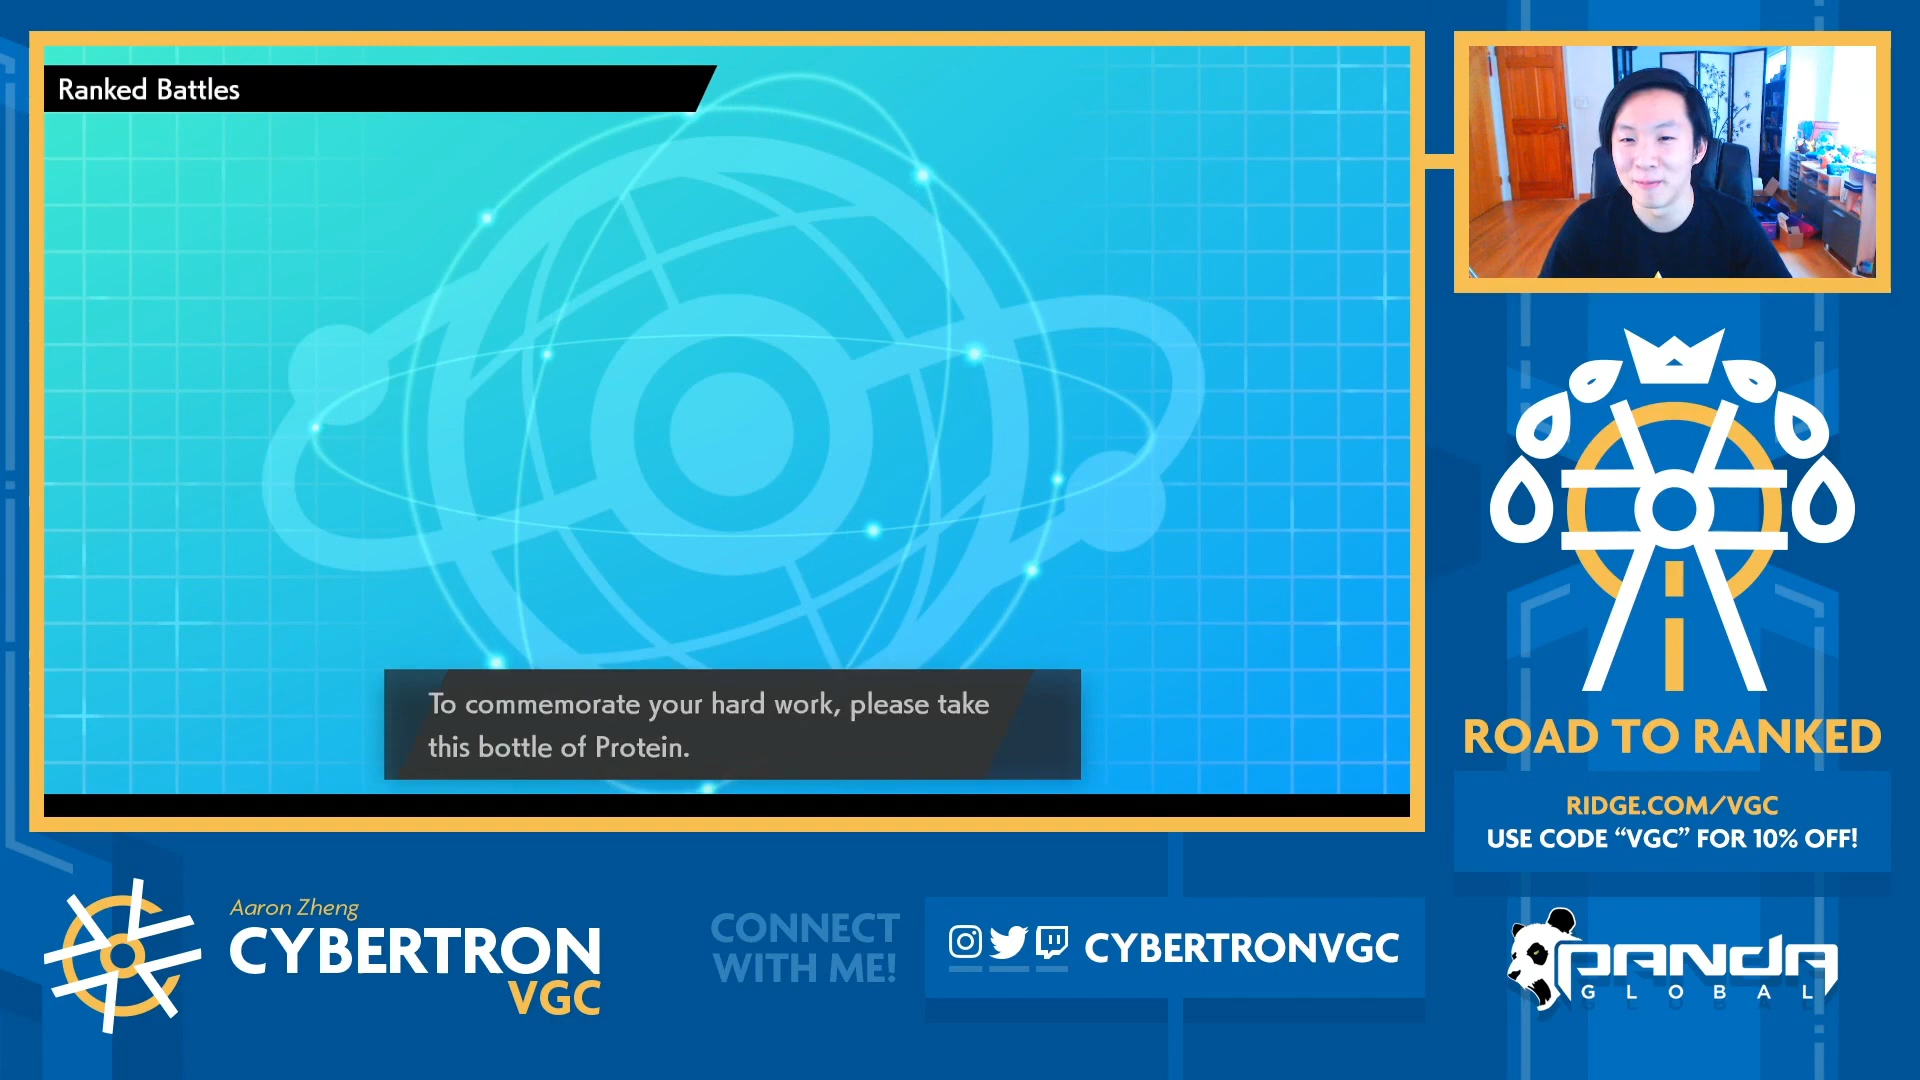 Ranked Battles
To commemorate your hard work, please take
this bottle of Protein.
ROAD TO RANKED
RIDGE.COM/VGC
USE CODE “VGC” FOR 10% OFF!
Aaron Zheng
CYBERTRON
VGC
CONNECT
WITH ME!
CYBERTRONVGC
PANDA
GLOBAL